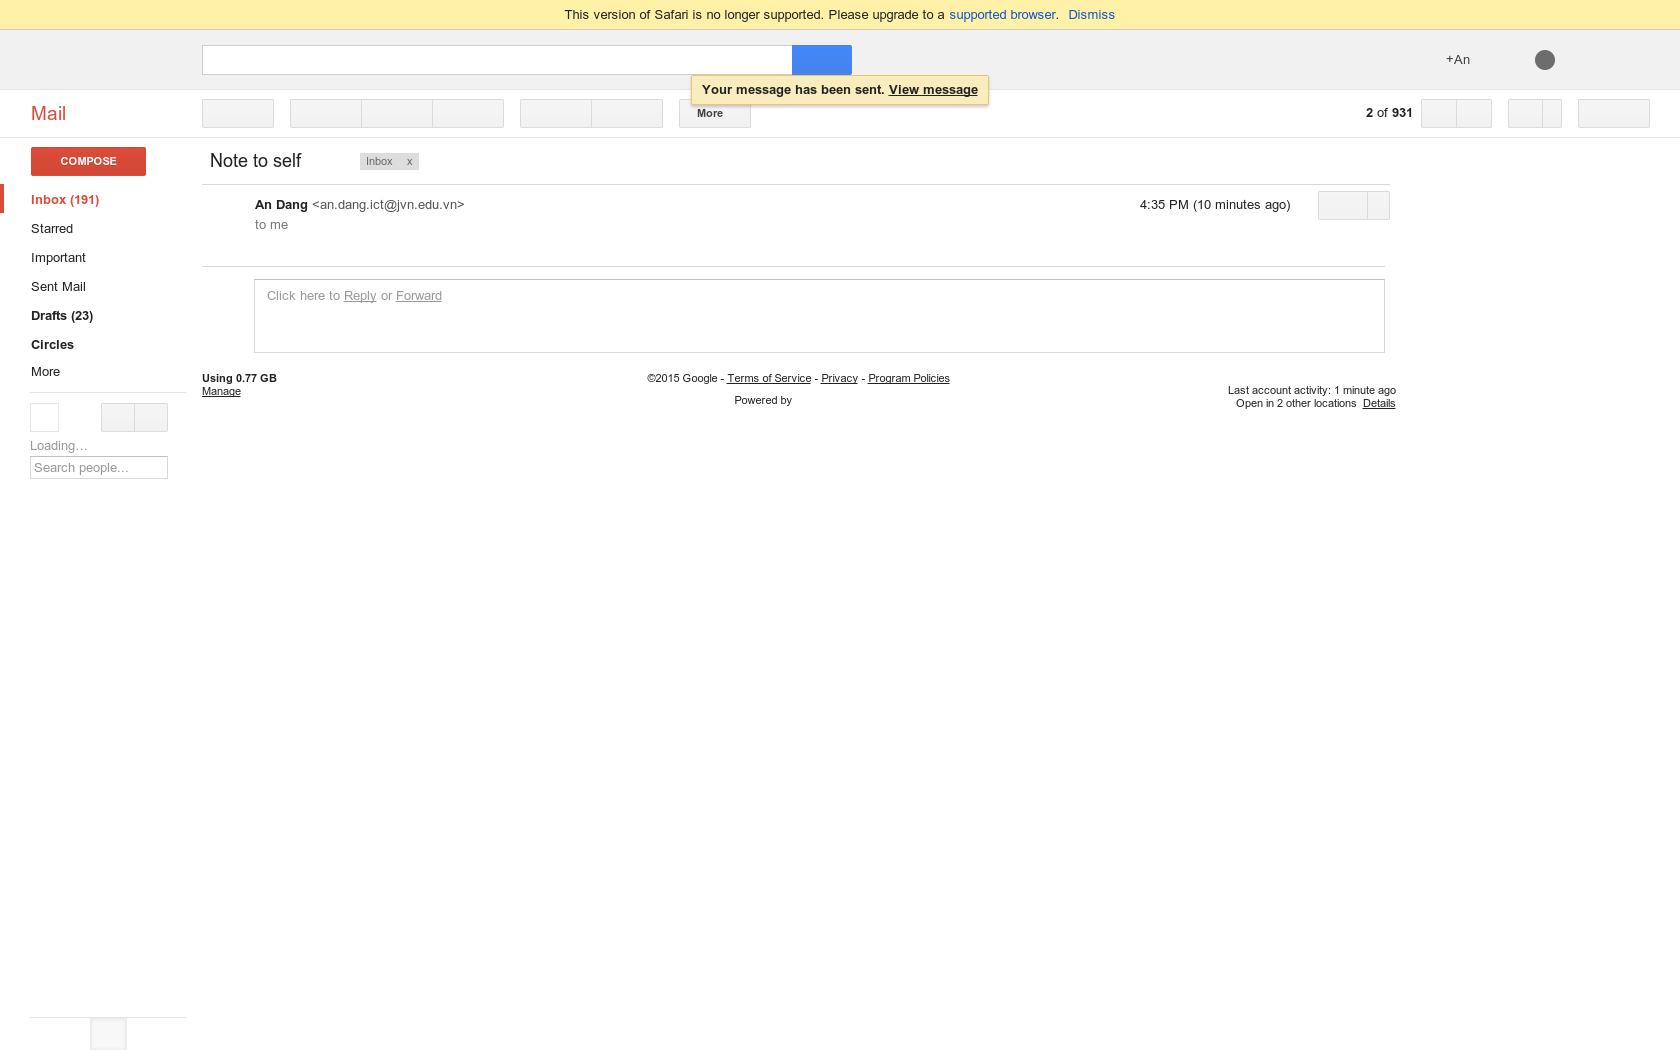 This version of Safari is no longer supported. Please upgrade to a supported browser. Dismiss
+An
Your message has been sent. View message
Mail
More
2 of 931
COMPOSE
Note to self
Inbox x
Inbox (191)
An Dang <an.dang.ict@jvn.edu.vn>
4:35 PM (10 minutes ago)
to me
Starred
Important
Sent Mail
Drafts (23)
Circles
More
Click here to Reply or Forward
Using 0.77 GB
Manage
©2015 Google - Terms of Service - Privacy - Program Policies
Powered by
Last account activity: 1 minute ago
Open in 2 other locations Details
Loading...
Search people...